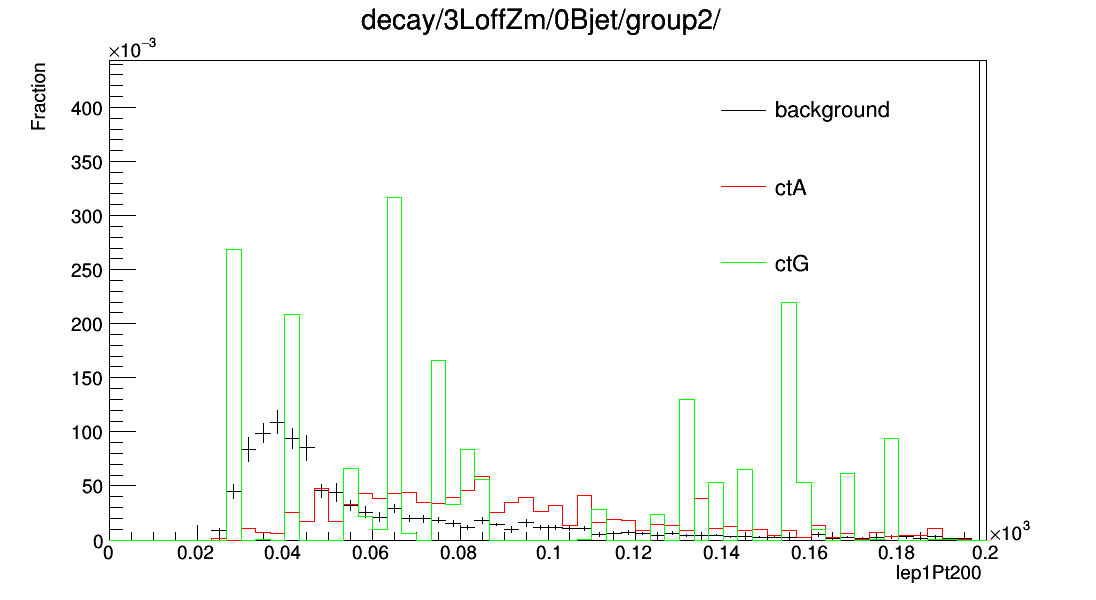 decay/3LoffZm/0Bjet/group2/
×10⁻³
Fraction
400
350
300
250
200
150
100
50
0
background
ctA
ctG
0 0.02 0.04 0.06 0.08 0.1 0.12 0.14 0.16 0.18 0.2
×10³
lep1Pt200